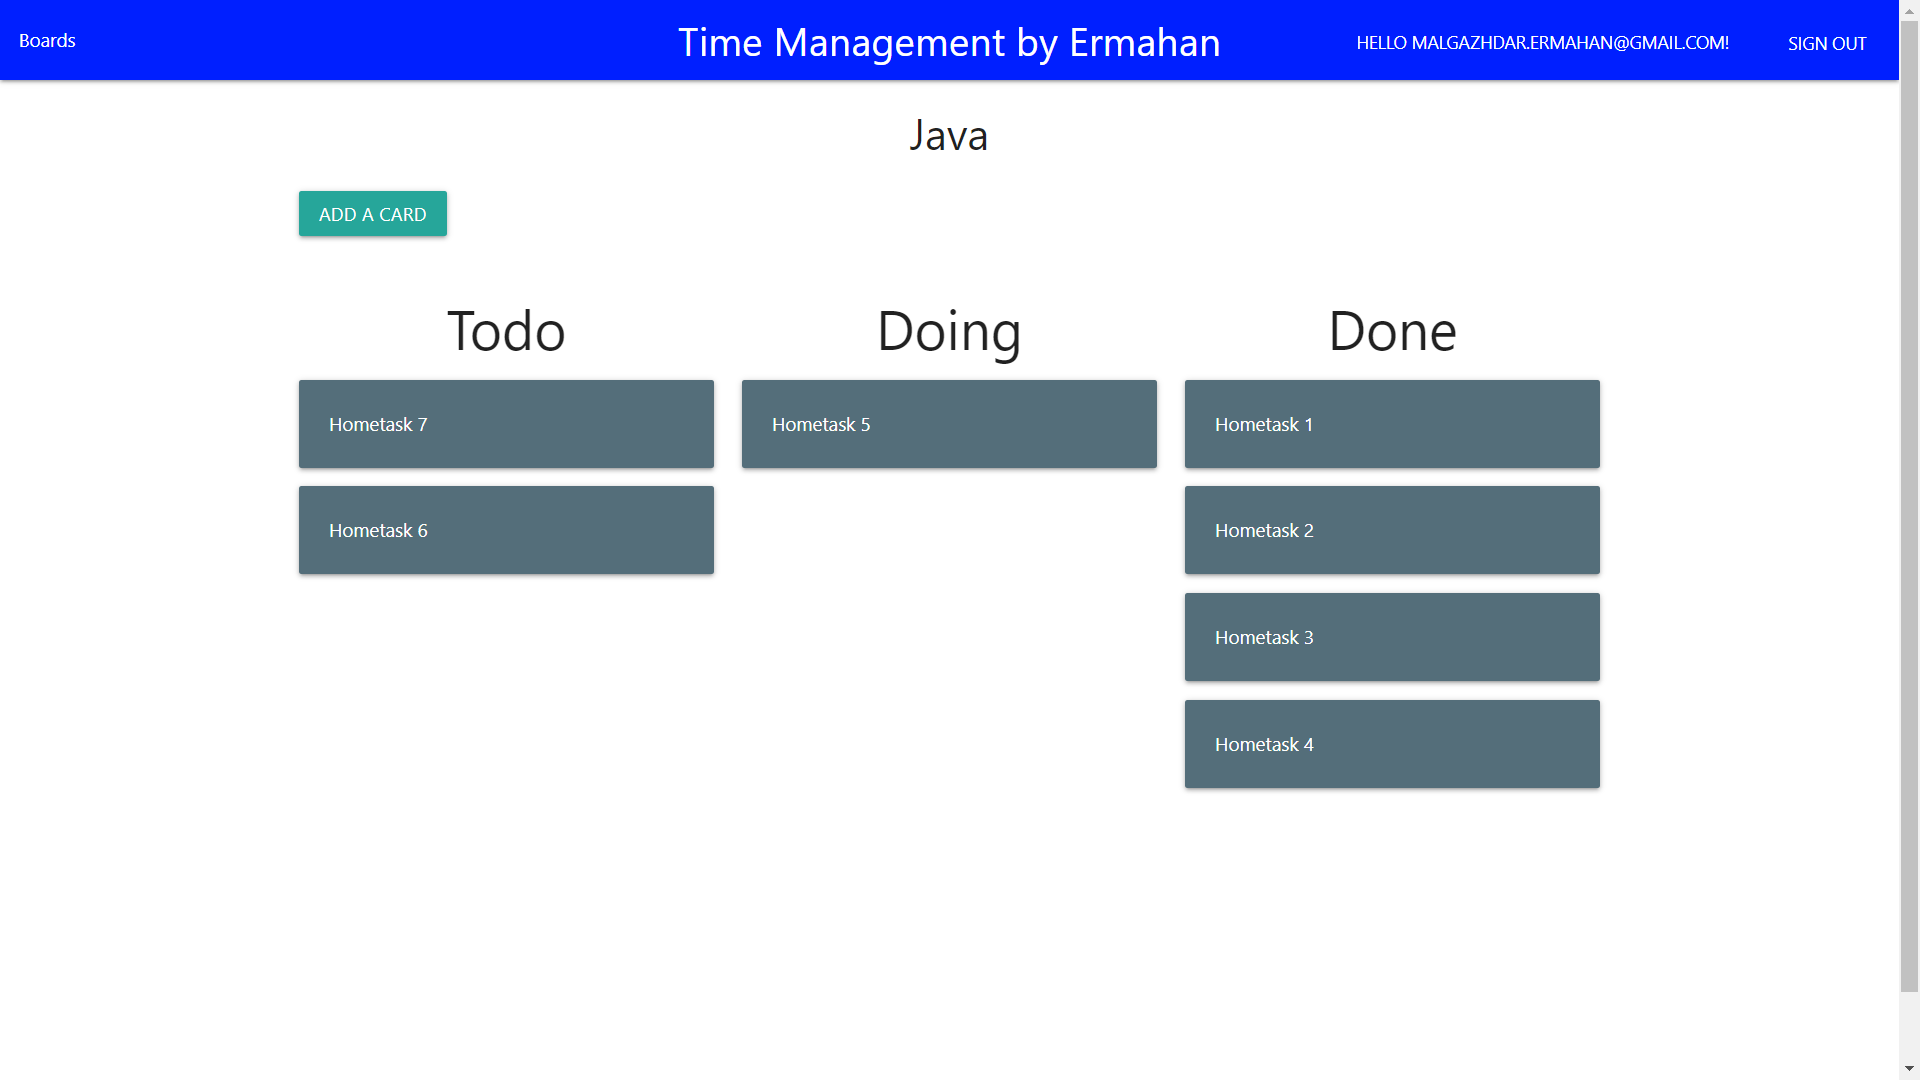 Boards
Time Management by Ermahan
HELLO MALGAZHDAR.ERMAHAN@GMAIL.COM!
SIGN OUT
Java
ADD A CARD
Todo
Hometask 7
Hometask 6
Doing
Hometask 5
Done
Hometask 1
Hometask 2
Hometask 3
Hometask 4